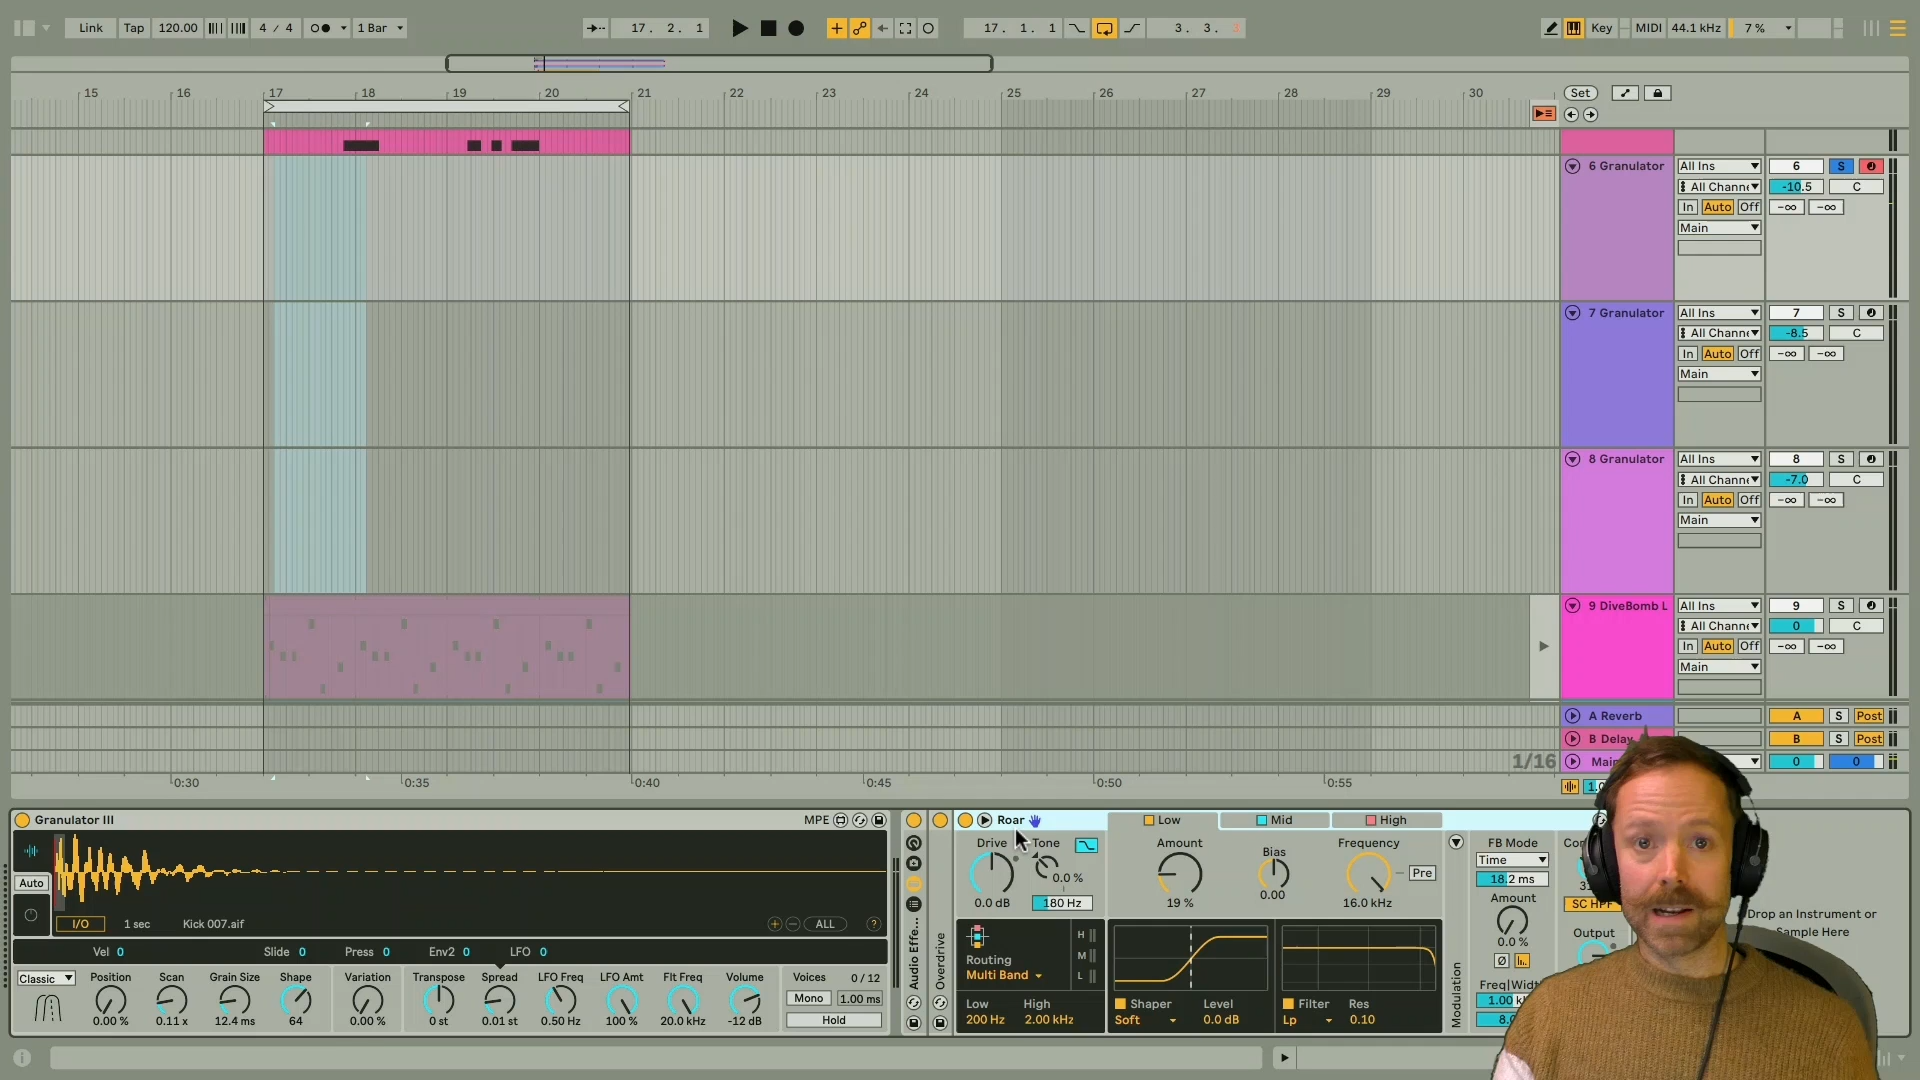 Link Tap 120.00 4 / 4 1 Bar 17. 2. 1 17. 1. 1 3. 3. 3 Key MIDI 44.1 kHz 7 %
15 16 17 18 19 20 21 22 23 24 25 26 27 28 29 30 Set
6 Granulator All Ins 6 S
All Channe -10.5 C
In Auto Off -∞ -∞
Main
7 Granulator All Ins 7 S
All Channe -8.5 C
In Auto Off -∞ -∞
Main
8 Granulator All Ins 8 S
All Channe -7.0 C
In Auto Off -∞ -∞
Main
9 DiveBomb L All Ins 9 S
All Channe 0 C
In Auto Off -∞ -∞
Main
A Reverb A S Post
B Delay B S Post
1/16 Main 0 0
0:30 0:35 0:40 0:45 0:50 0:55
Granulator III MPE
Auto
I/O 1 sec Kick 007.aif ALL ?
Vel 0 Slide 0 Press 0 Env2 0 LFO 0
Classic Position Scan Grain Size Shape Variation Transpose Spread LFO Freq LFO Amt Flt Freq Volume Voices 0 / 12
Mono 1.00 ms
0.00 % 0.11 x 12.4 ms 64 0.00 % 0 st 0.01 st 0.50 Hz 100 % 20.0 kHz -12 dB Hold
Audio Effe...
Overdrive
Roar Low Mid High
Drive Tone Amount Bias Frequency
0.0 %
Pre
0.0 dB 180 Hz 19 % 0.00 16.0 kHz
H
M
L
Routing
Multi Band
Low High Shaper Level Filter Res
200 Hz 2.00 kHz Soft 0.0 dB Lp 0.10
Modulation
FB Mode
Time
18.2 ms
Amount
0.0 %
Ø
Freq|Width
1.00 k
8.0
SC HPF
Output
Drop an Instrument or
Sample Here